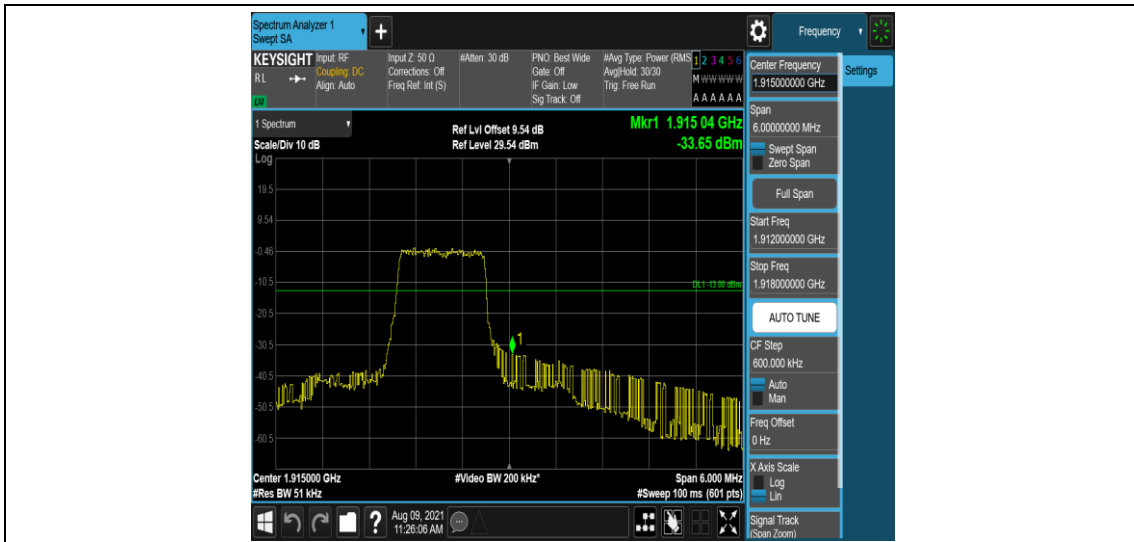 Spectrum Analyzer 1
Swept SA
+
Frequency
KEYSIGHT
RL
LM
Input: RF
Coupling: DC
Align: Auto
Input Z: 50 Ω
Corrections: Off
Freq Ref: Int (S)
#Atten: 30 dB
PNO: Best Wide
Gate: Off
IF Gain: Low
Sig Track: Off
#Avg Type: Power (RMS
Avg|Hold: 30/30
Trig: Free Run
1 2 3 4 5 6
M W W W W W
A A A A A A
1 Spectrum
Scale/Div 10 dB
Log
Ref Lvl Offset 9.54 dB
Ref Level 29.54 dBm
Mkr1 1.915 04 GHz
-33.65 dBm
19.5
9.54
-0.46
-10.5
DL1 -13.00 dBm
-20.5
-30.5
1
-40.5
-50.5
-60.5
Center 1.915000 GHz
#Res BW 51 kHz
#Video BW 200 kHz*
Span 6.000 MHz
#Sweep 100 ms (601 pts)
Aug 09, 2021
11:26:06 AM
?
Center Frequency
1.915000000 GHz
Settings
Span
6.00000000 MHz
Swept Span
Zero Span
Full Span
Start Freq
1.912000000 GHz
Stop Freq
1.918000000 GHz
AUTO TUNE
CF Step
600.000 kHz
Auto
Man
Freq Offset
0 Hz
X Axis Scale
Log
Lin
Signal Track
(Span Zoom)